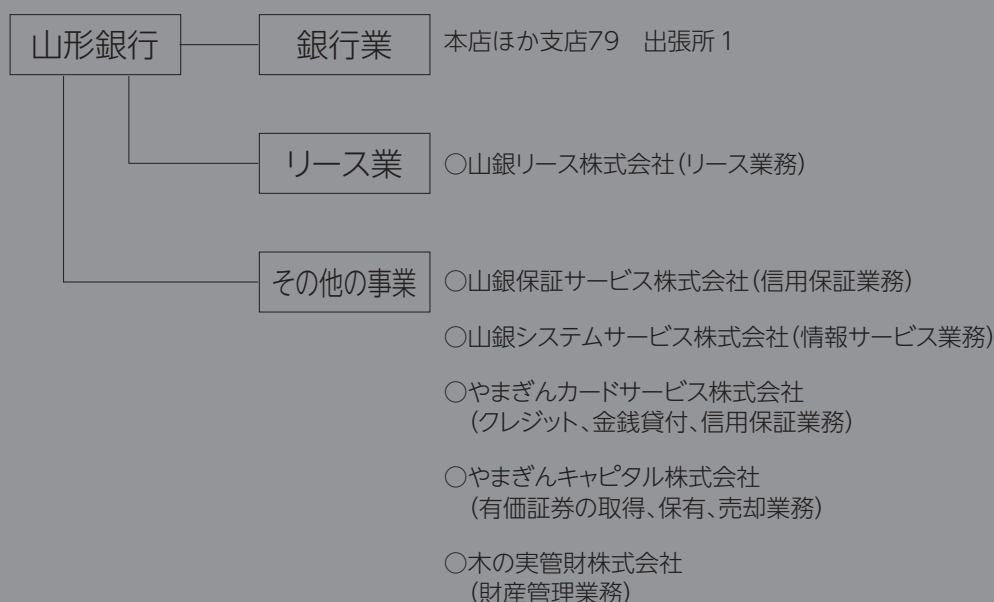 山形銀行
銀行業
本店ほか支店79　出張所1
リース業
○山銀リース株式会社(リース業務)
その他の事業
○山銀保証サービス株式会社(信用保証業務)
○山銀システムサービス株式会社(情報サービス業務)
○やまぎんカードサービス株式会社
(クレジット、金銭貸付、信用保証業務)
○やまぎんキャピタル株式会社
(有価証券の取得、保有、売却業務)
○木の実管財株式会社
(財産管理業務)